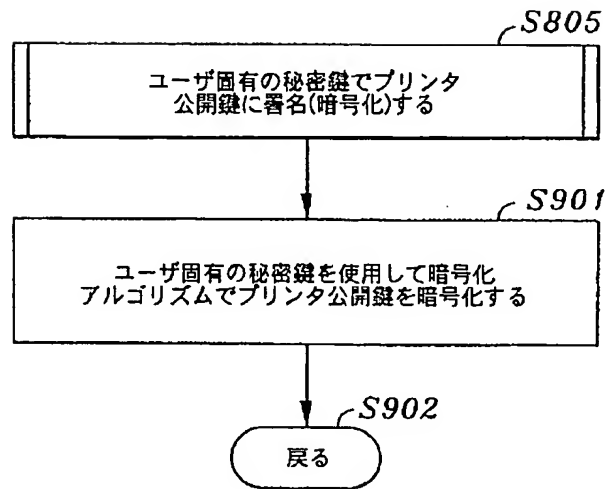 S805
ユーザ固有の秘密鍵でプリンタ
公開鍵に署名(暗号化)する
S901
ユーザ固有の秘密鍵を使用して暗号化
アルゴリズムでプリンタ公開鍵を暗号化する
S902
戻る